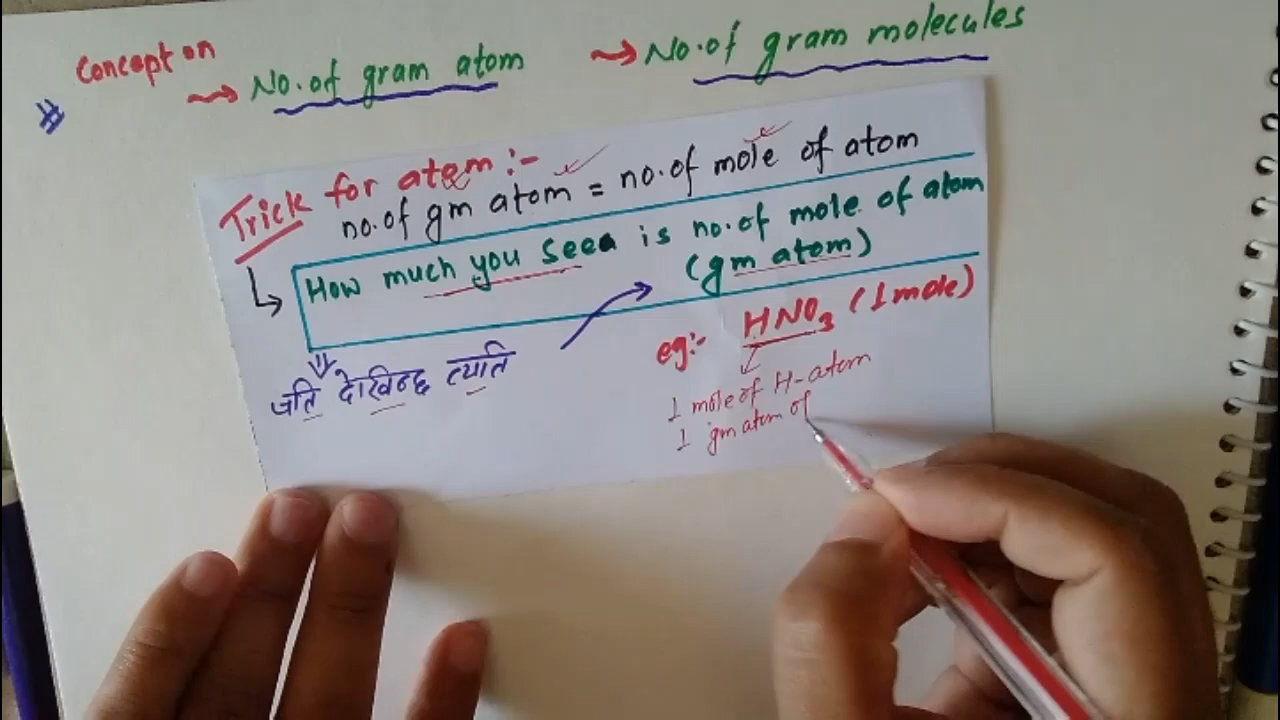 Concept on
→ No. of gram atom → No. of gram molecules
Trick for atom :-
no. of gm atom = no. of mole of atom
How much you seen is no. of mole of atom
(gm atom)
जति देखिन्छ त्यति
eg:- HNO₃ (1 mole)
1 mole of H-atom
1 gm atom of